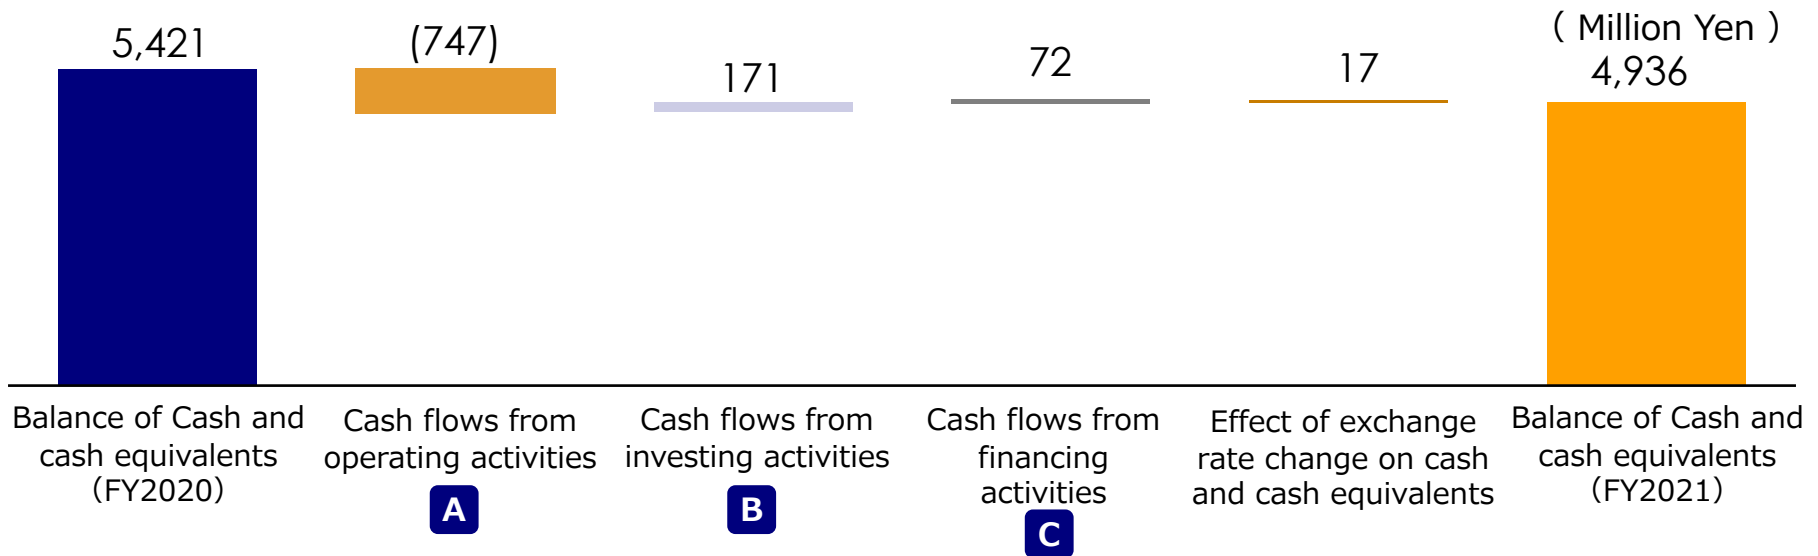 ( Million Yen )
5,421
(747)
171
72
17
4,936
Balance of Cash and
cash equivalents
(FY2020)
Cash flows from
operating activities
A
Cash flows from
investing activities
B
Cash flows from
financing
activities
C
Effect of exchange
rate change on cash
and cash equivalents
Balance of Cash and
cash equivalents
(FY2021)